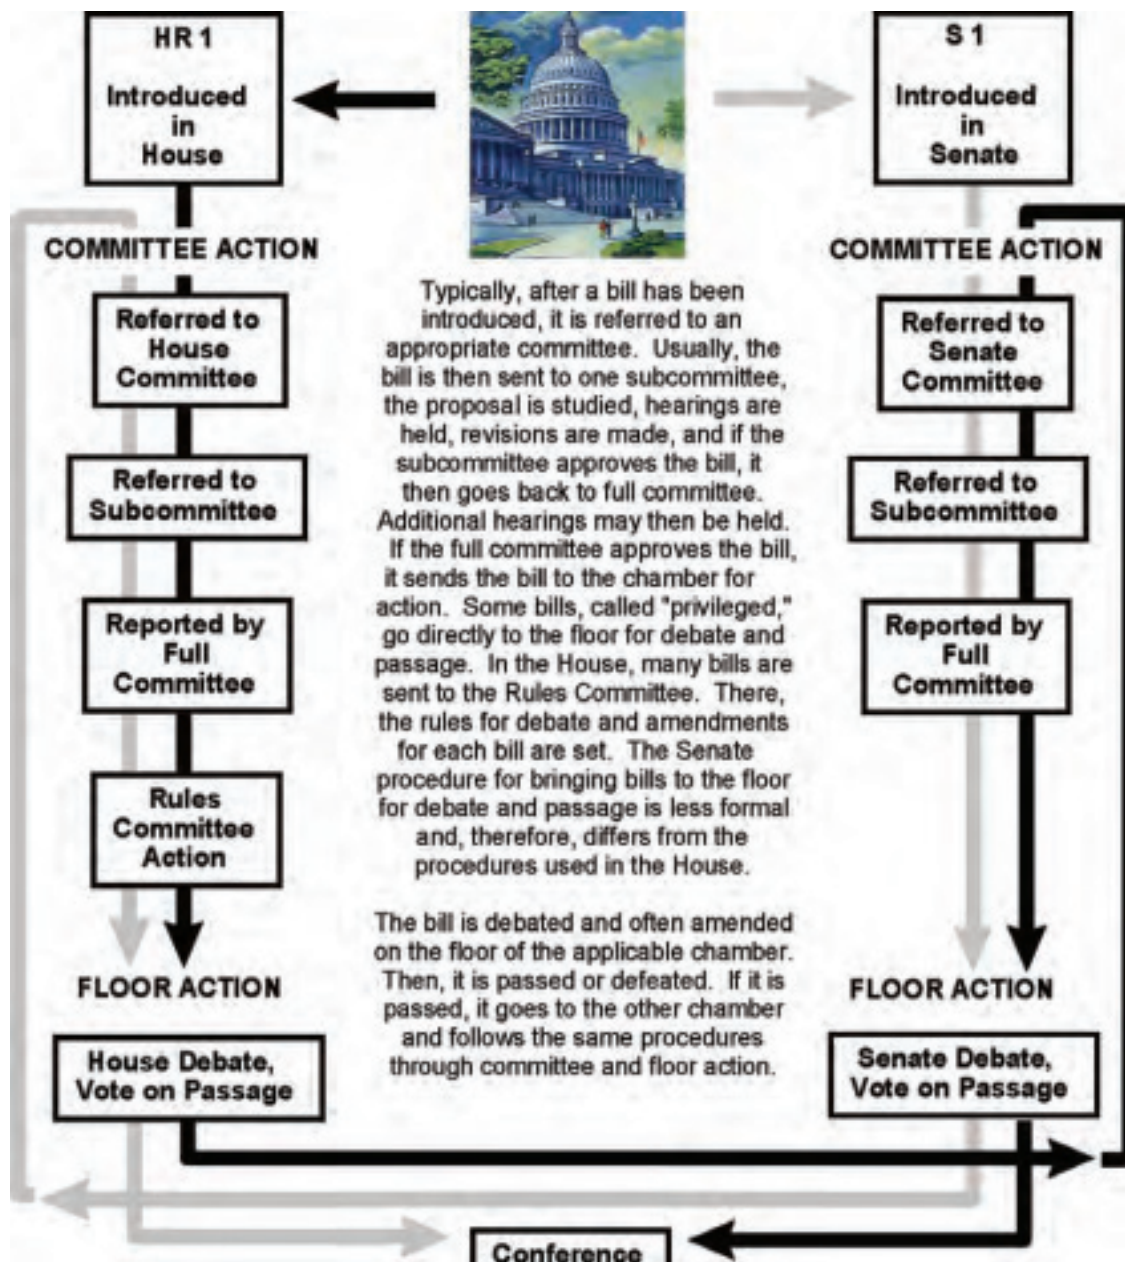 HR 1
Introduced
in
House
S 1
Introduced
in
Senate
COMMITTEE ACTION
Referred to
House
Committee
Referred to
Subcommittee
Reported by
Full
Committee
Rules
Committee
Action
FLOOR ACTION
House Debate,
Vote on Passage
Typically, after a bill has been
introduced, it is referred to an
appropriate committee. Usually, the
bill is then sent to one subcommittee,
the proposal is studied, hearings are
held, revisions are made, and if the
subcommittee approves the bill, it
then goes back to full committee.
Additional hearings may then be held.
If the full committee approves the bill,
it sends the bill to the chamber for
action. Some bills, called "privileged,"
go directly to the floor for debate and
passage. In the House, many bills are
sent to the Rules Committee. There,
the rules for debate and amendments
for each bill are set. The Senate
procedure for bringing bills to the floor
for debate and passage is less formal
and, therefore, differs from the
procedures used in the House.
The bill is debated and often amended
on the floor of the applicable chamber.
Then, it is passed or defeated. If it is
passed, it goes to the other chamber
and follows the same procedures
through committee and floor action.
COMMITTEE ACTION
Referred to
Senate
Committee
Referred to
Subcommittee
Reported by
Full
Committee
FLOOR ACTION
Senate Debate,
Vote on Passage
Conference